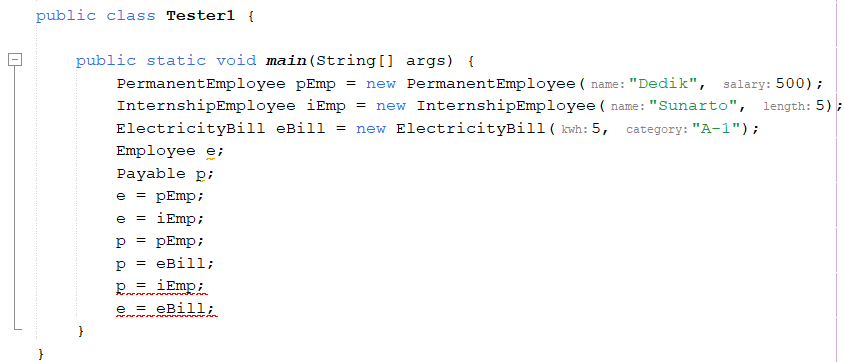 public class Tester1 {
public static void main(String[] args) {
PermanentEmployee pEmp = new PermanentEmployee( name: "Dedik", salary: 500);
InternshipEmployee iEmp = new InternshipEmployee( name: "Sunarto", length: 5);
ElectricityBill eBill = new ElectricityBill( kwh: 5, category: "A-1");
Employee e;
Payable p;
e = pEmp;
e = iEmp;
p = pEmp;
p = eBill;
p = iEmp;
e = eBill;
}
}